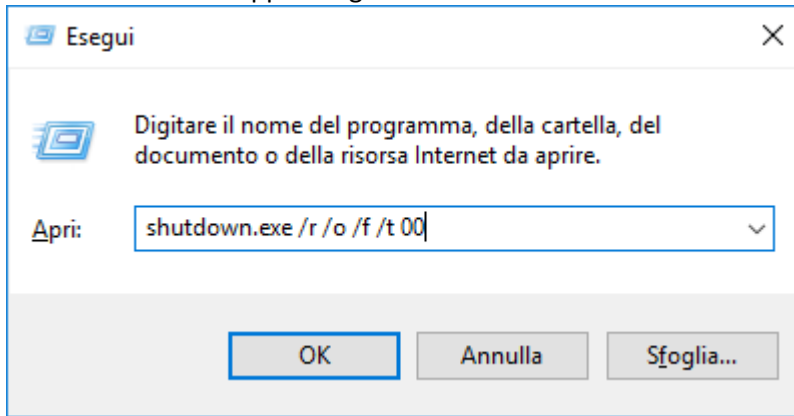 Esegui
Digitare il nome del programma, della cartella, del
documento o della risorsa Internet da aprire.
Apri: shutdown.exe /r /o /f /t 00
OK Annulla Sfoglia...